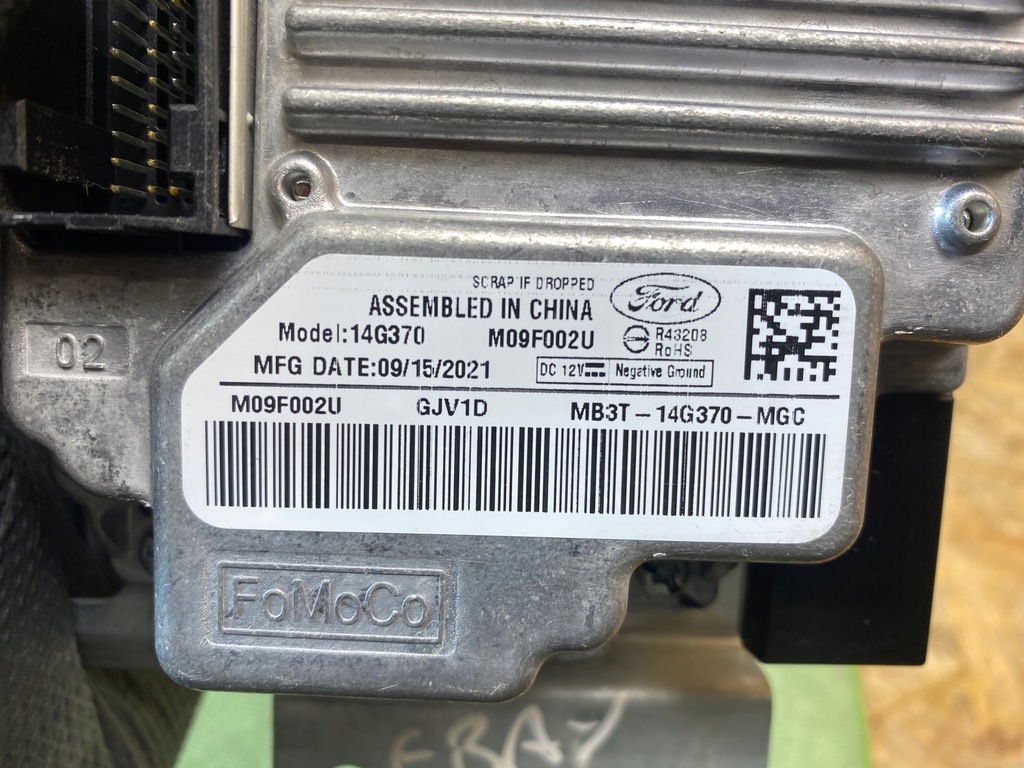 SCRAP IF DROPPED
Ford
ASSEMBLED IN CHINA
Model:14G370 M09F002U
R43208
RoHS
MFG DATE:09/15/2021
DC 12V Negative Ground
M09F002U GJV1D MB3T-14G370-MGC
02
FoMoCo
EBAY